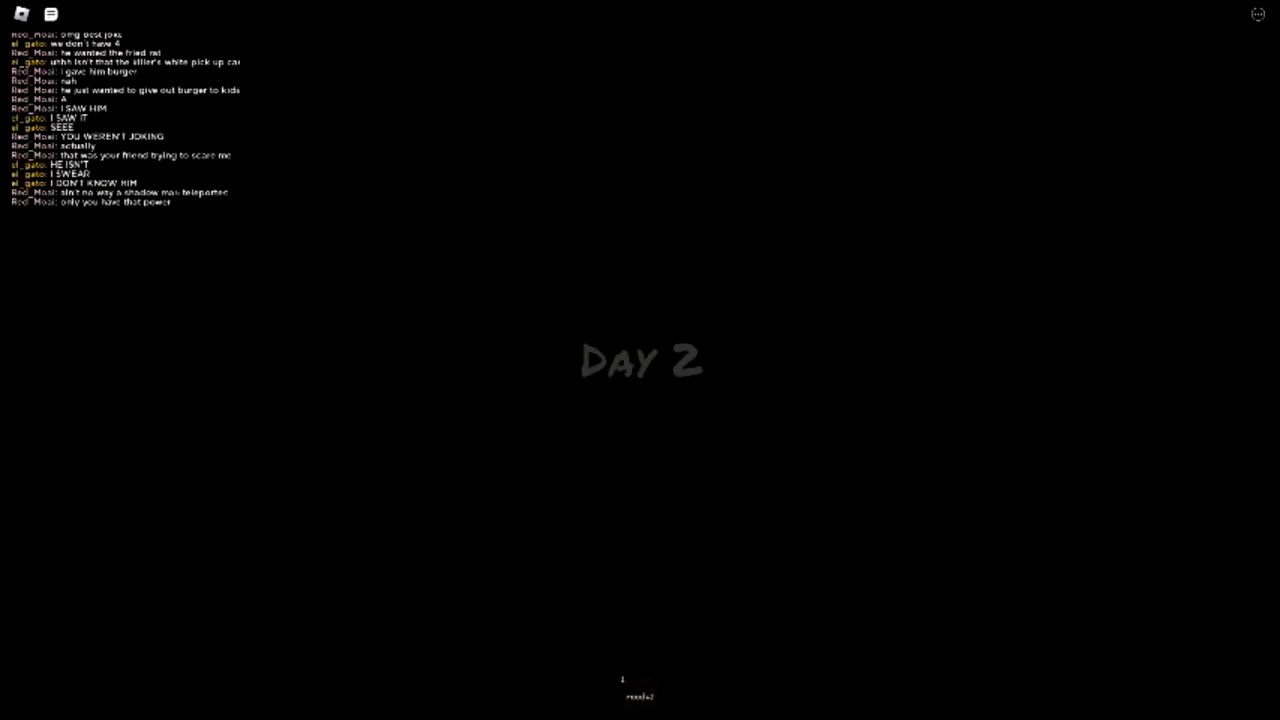 Red_Moai: omg best joke
el_gato: we don't have 4
Red_Moai: he wanted the fried rat
el_gato: uhhh isn't that the killer's white pick up car
Red_Moai: i gave him burger
Red_Moai: nah
Red_Moai: he just wanted to give out burger to kids
Red_Moai: A
Red_Moai: I SAW HIM
el_gato: I SAW IT
el_gato: SEEE
Red_Moai: YOU WEREN'T JOKING
Red_Moai: actually
Red_Moai: that was your friend trying to scare me
el_gato: HE ISN'T
el_gato: I SWEAR
el_gato: I DON'T KNOW HIM
Red_Moai: ain't no way a shadow man teleported
Red_Moai: only you have that power
DAY 2
1